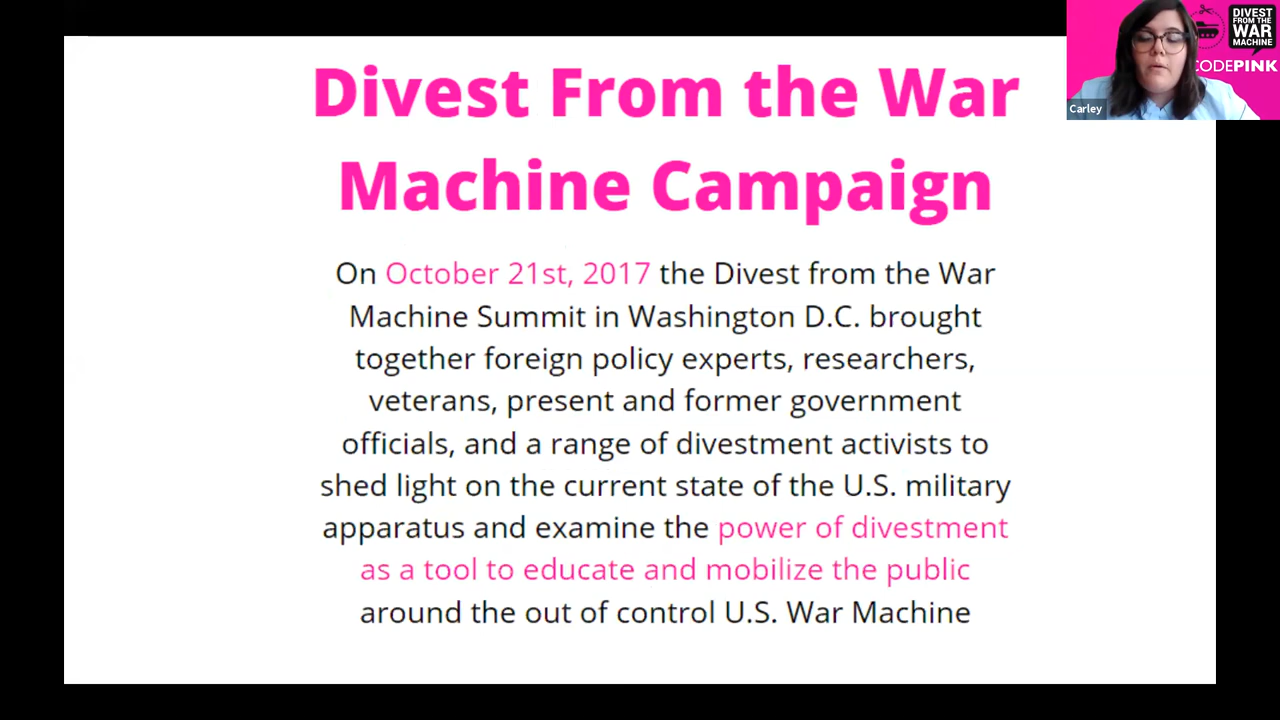 Divest From the War
Machine Campaign
On October 21st, 2017 the Divest from the War
Machine Summit in Washington D.C. brought
together foreign policy experts, researchers,
veterans, present and former government
officials, and a range of divestment activists to
shed light on the current state of the U.S. military
apparatus and examine the power of divestment
as a tool to educate and mobilize the public
around the out of control U.S. War Machine
DIVEST
FROM THE
WAR
MACHINE
CODEPINK
Carley